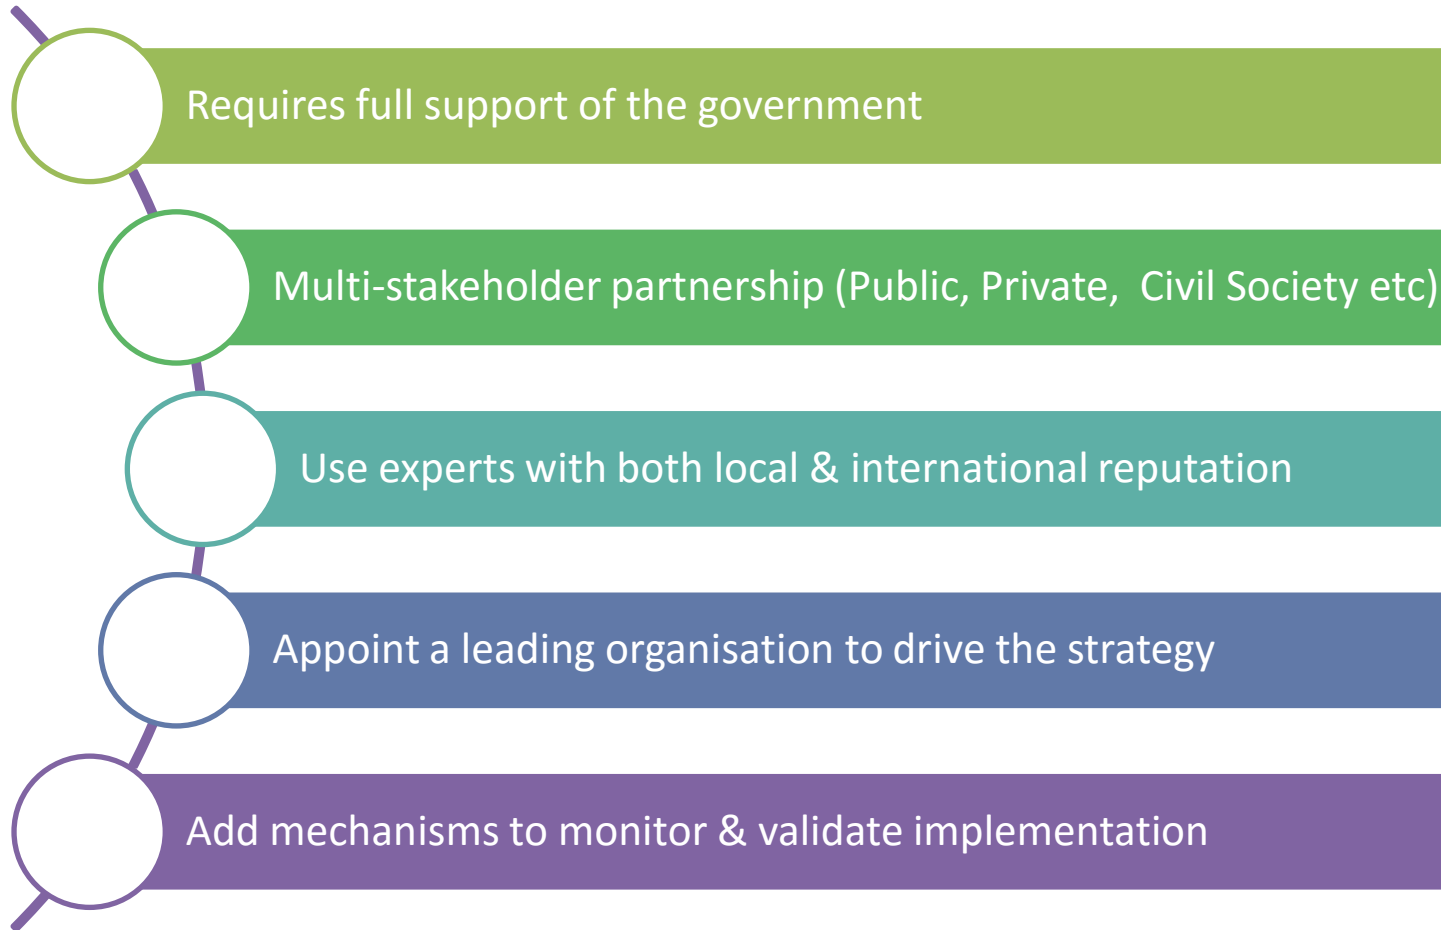 Requires full support of the government
Multi-stakeholder partnership (Public, Private,  Civil Society etc)
Use experts with both local & international reputation
Appoint a leading organisation to drive the strategy
Add mechanisms to monitor & validate implementation